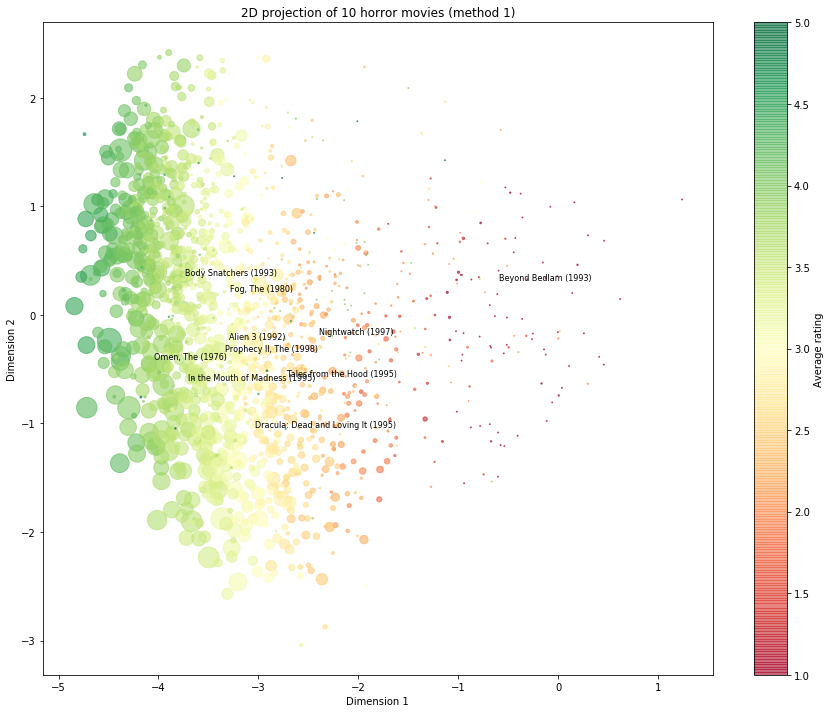 2D projection of 10 horror movies (method 1)
Dimension 2
2
1
0
−1
−2
−3
Body Snatchers (1993)
Beyond Bedlam (1993)
Fog, The (1980)
Nightwatch (1997)
Alien 3 (1992)
Prophecy II, The (1998)
Omen, The (1976)
Tales from the Hood (1995)
In the Mouth of Madness (1995)
Dracula: Dead and Loving It (1995)
−5
−4
−3
−2
−1
0
1
Dimension 1
5.0
4.5
4.0
3.5
3.0
2.5
2.0
1.5
1.0
Average rating